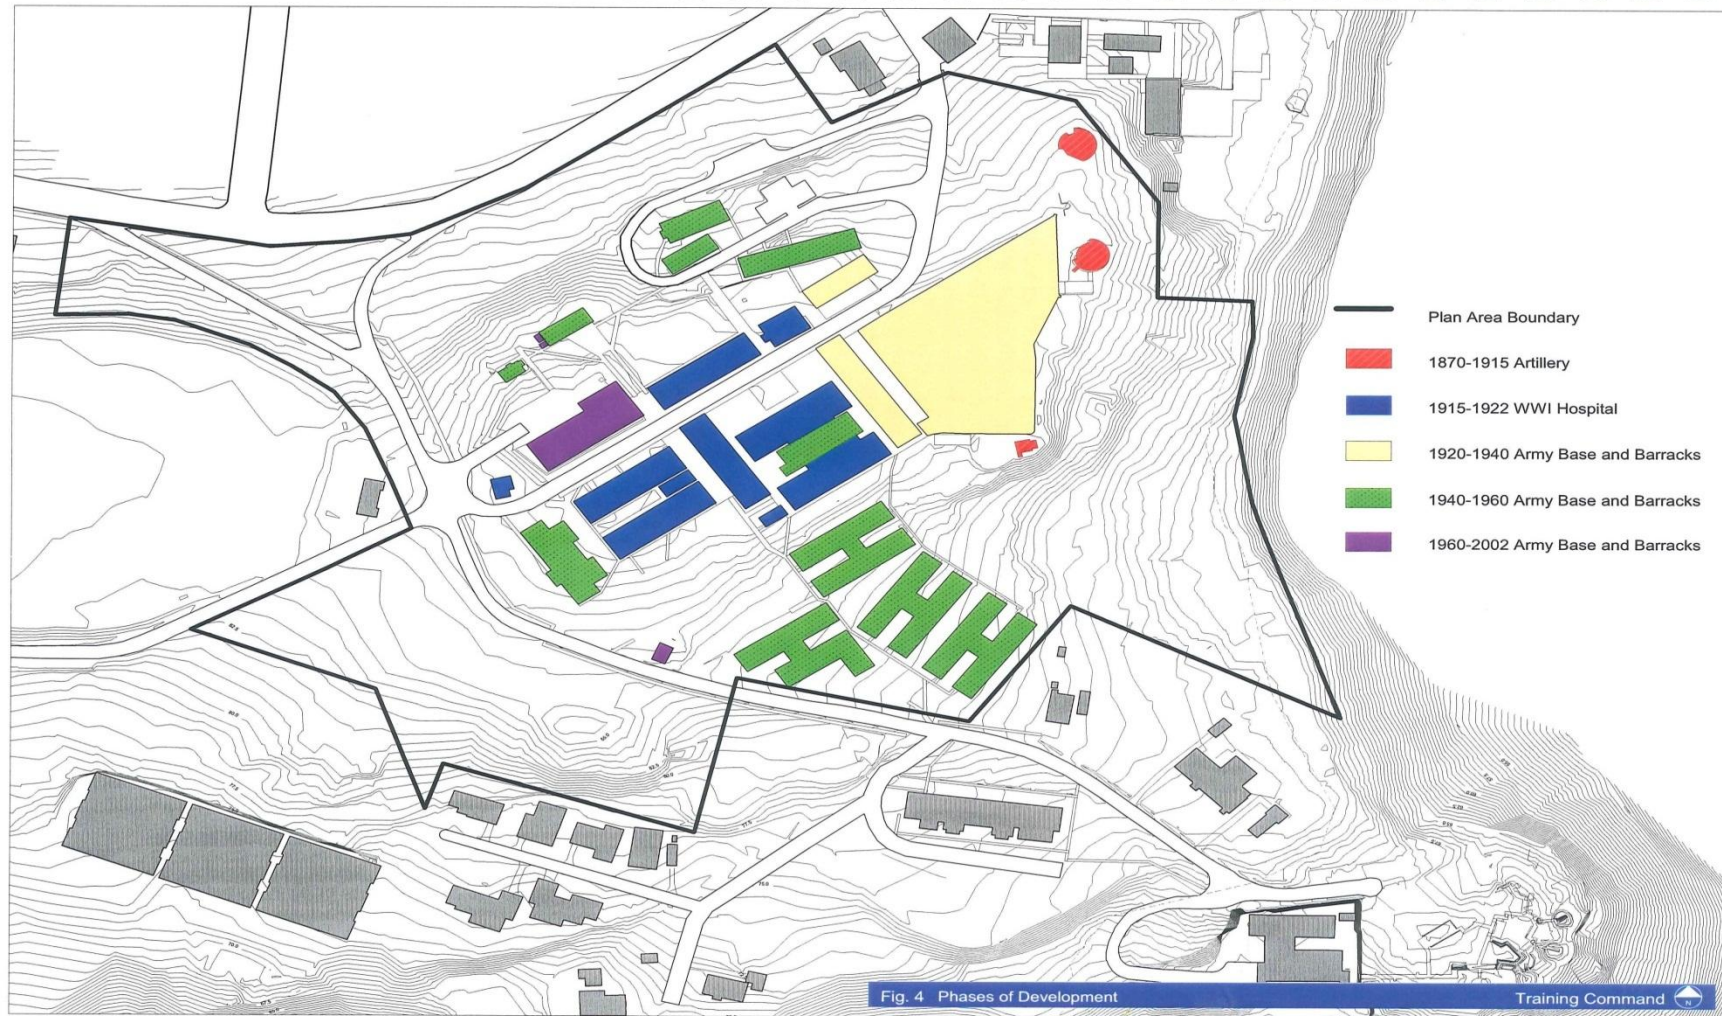 Plan Area Boundary
1870-1915 Artillery
1915-1922 WWI Hospital
1920-1940 Army Base and Barracks
1940-1960 Army Base and Barracks
1960-2002 Army Base and Barracks
Fig. 4 Phases of Development
Training Command
N